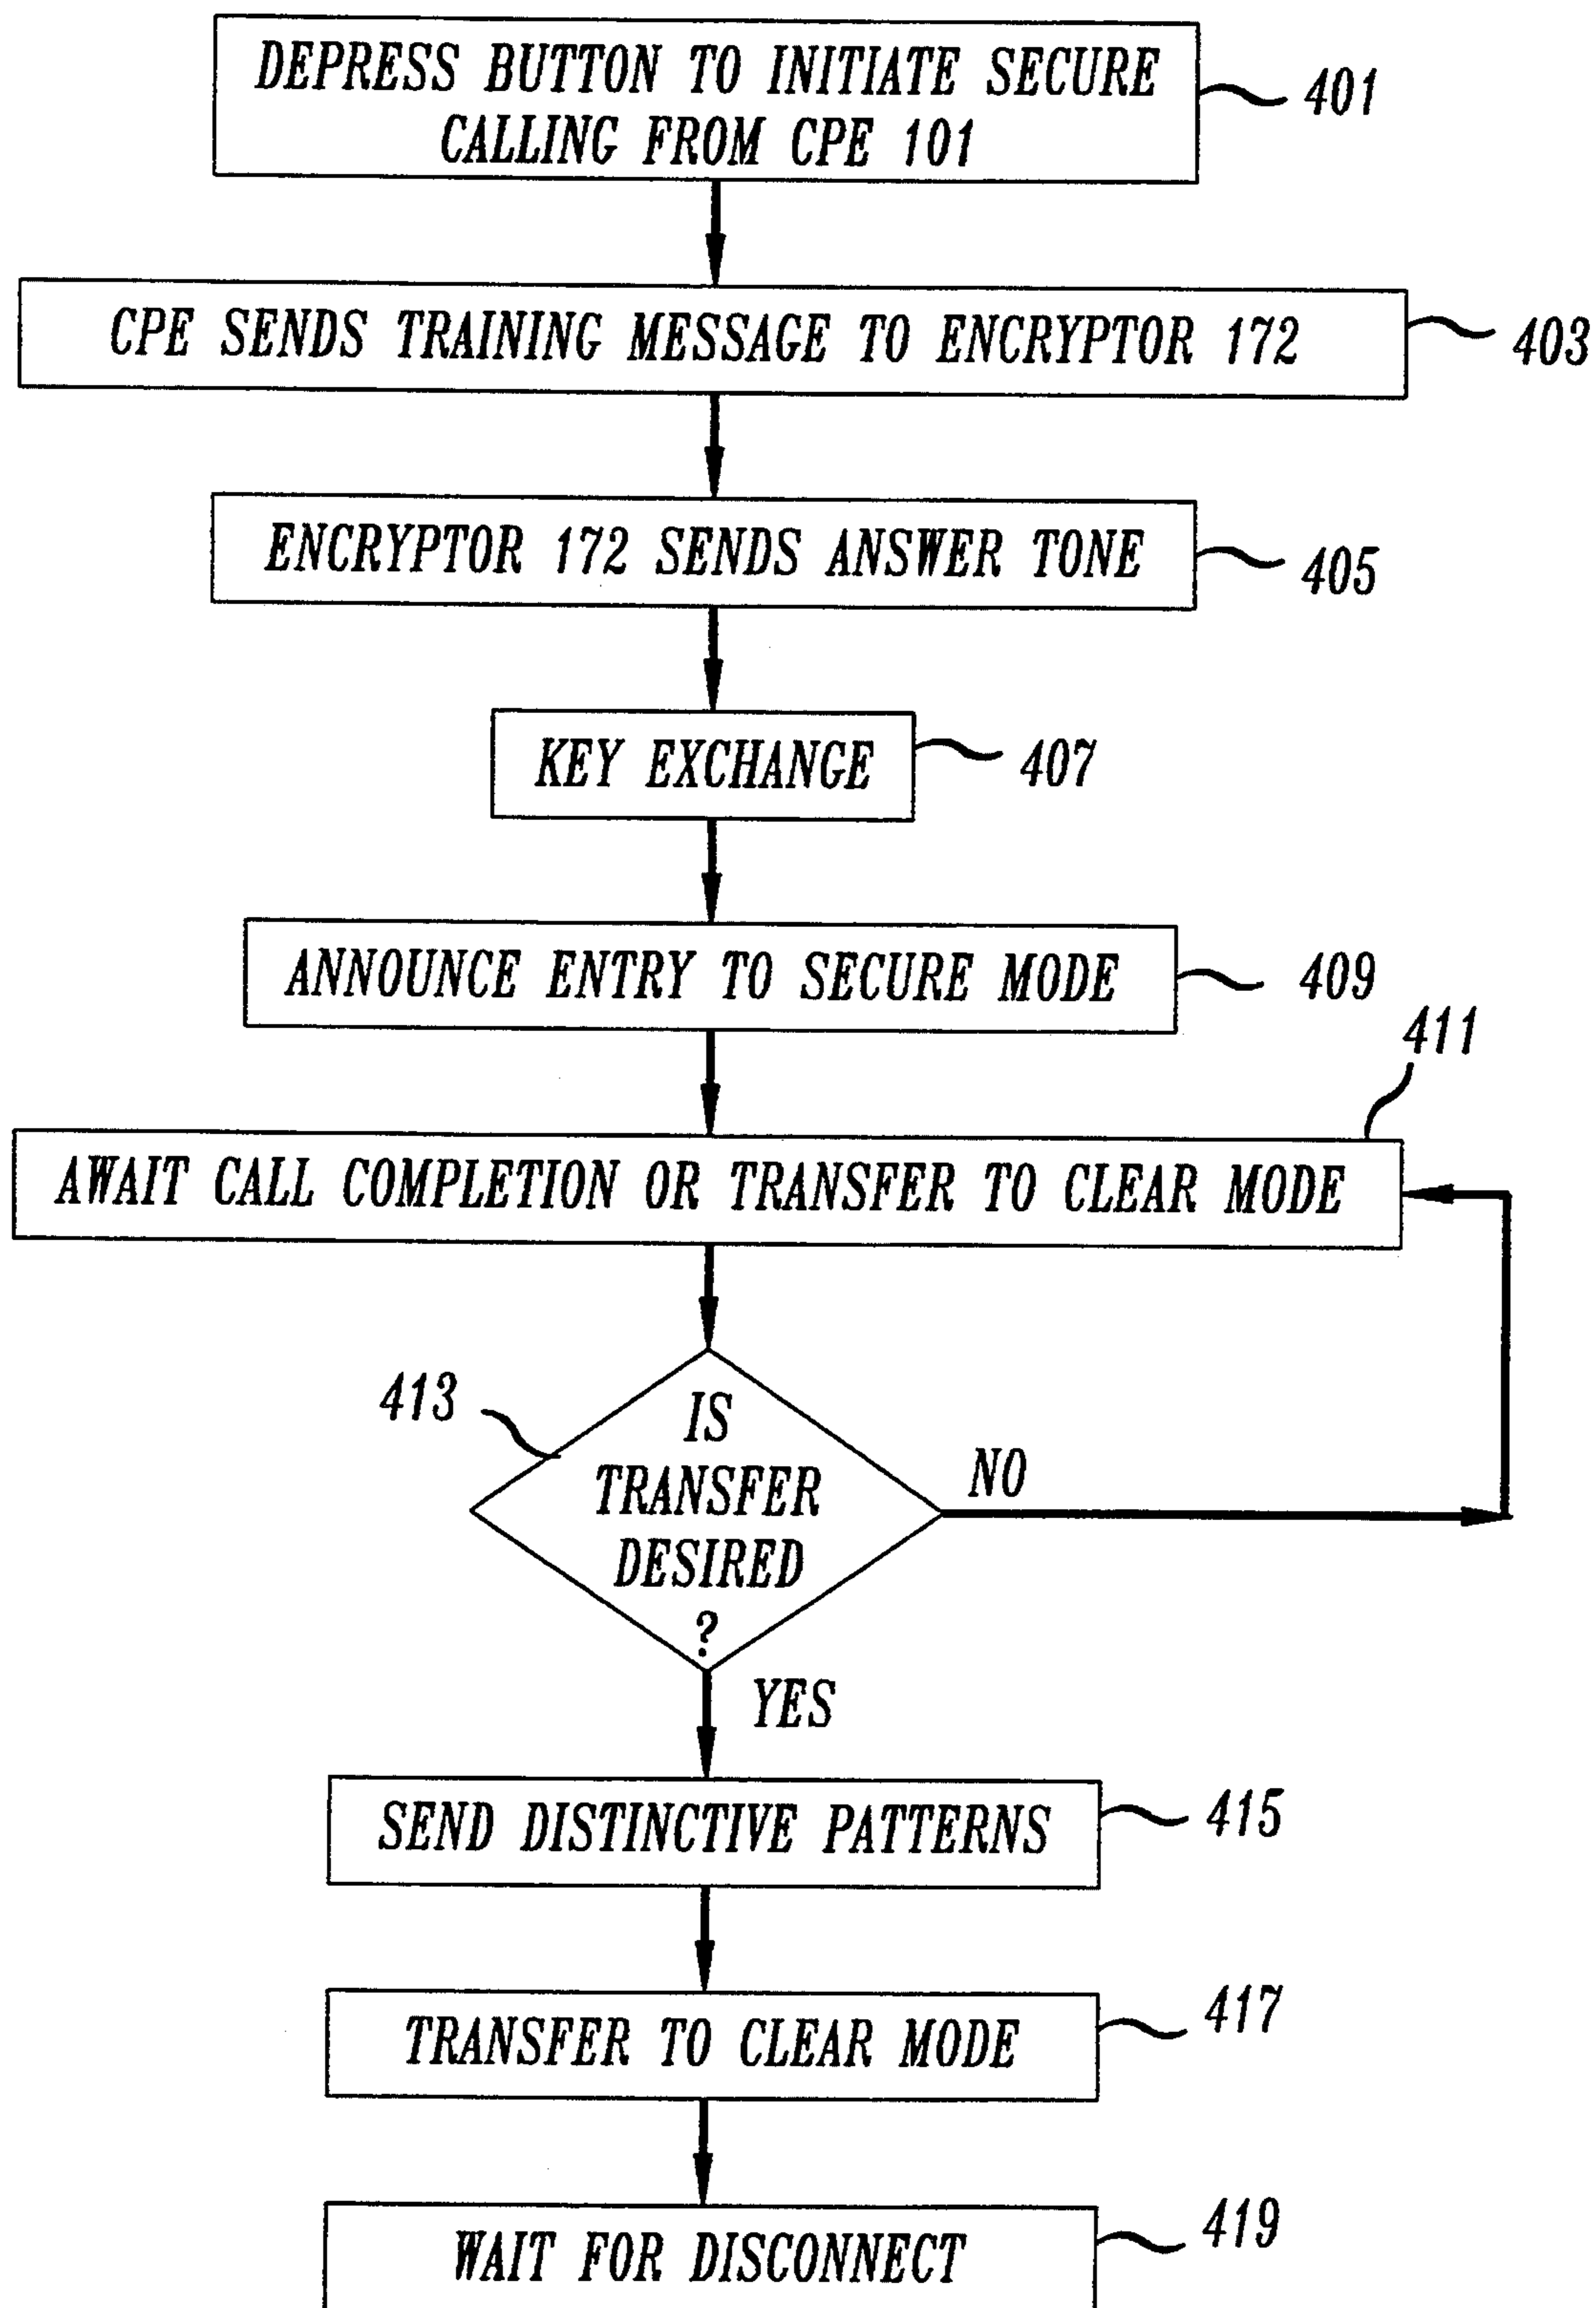 DEPRESS BUTTON TO INITIATE SECURE
CALLING FROM CPE 101
401
CPE SENDS TRAINING MESSAGE TO ENCRYPTOR 172
403
ENCRYPTOR 172 SENDS ANSWER TONE
405
KEY EXCHANGE
407
ANNOUNCE ENTRY TO SECURE MODE
409
411
AWAIT CALL COMPLETION OR TRANSFER TO CLEAR MODE
413
IS
TRANSFER
DESIRED
?
NO
YES
SEND DISTINCTIVE PATTERNS
415
TRANSFER TO CLEAR MODE
417
WAIT FOR DISCONNECT
419